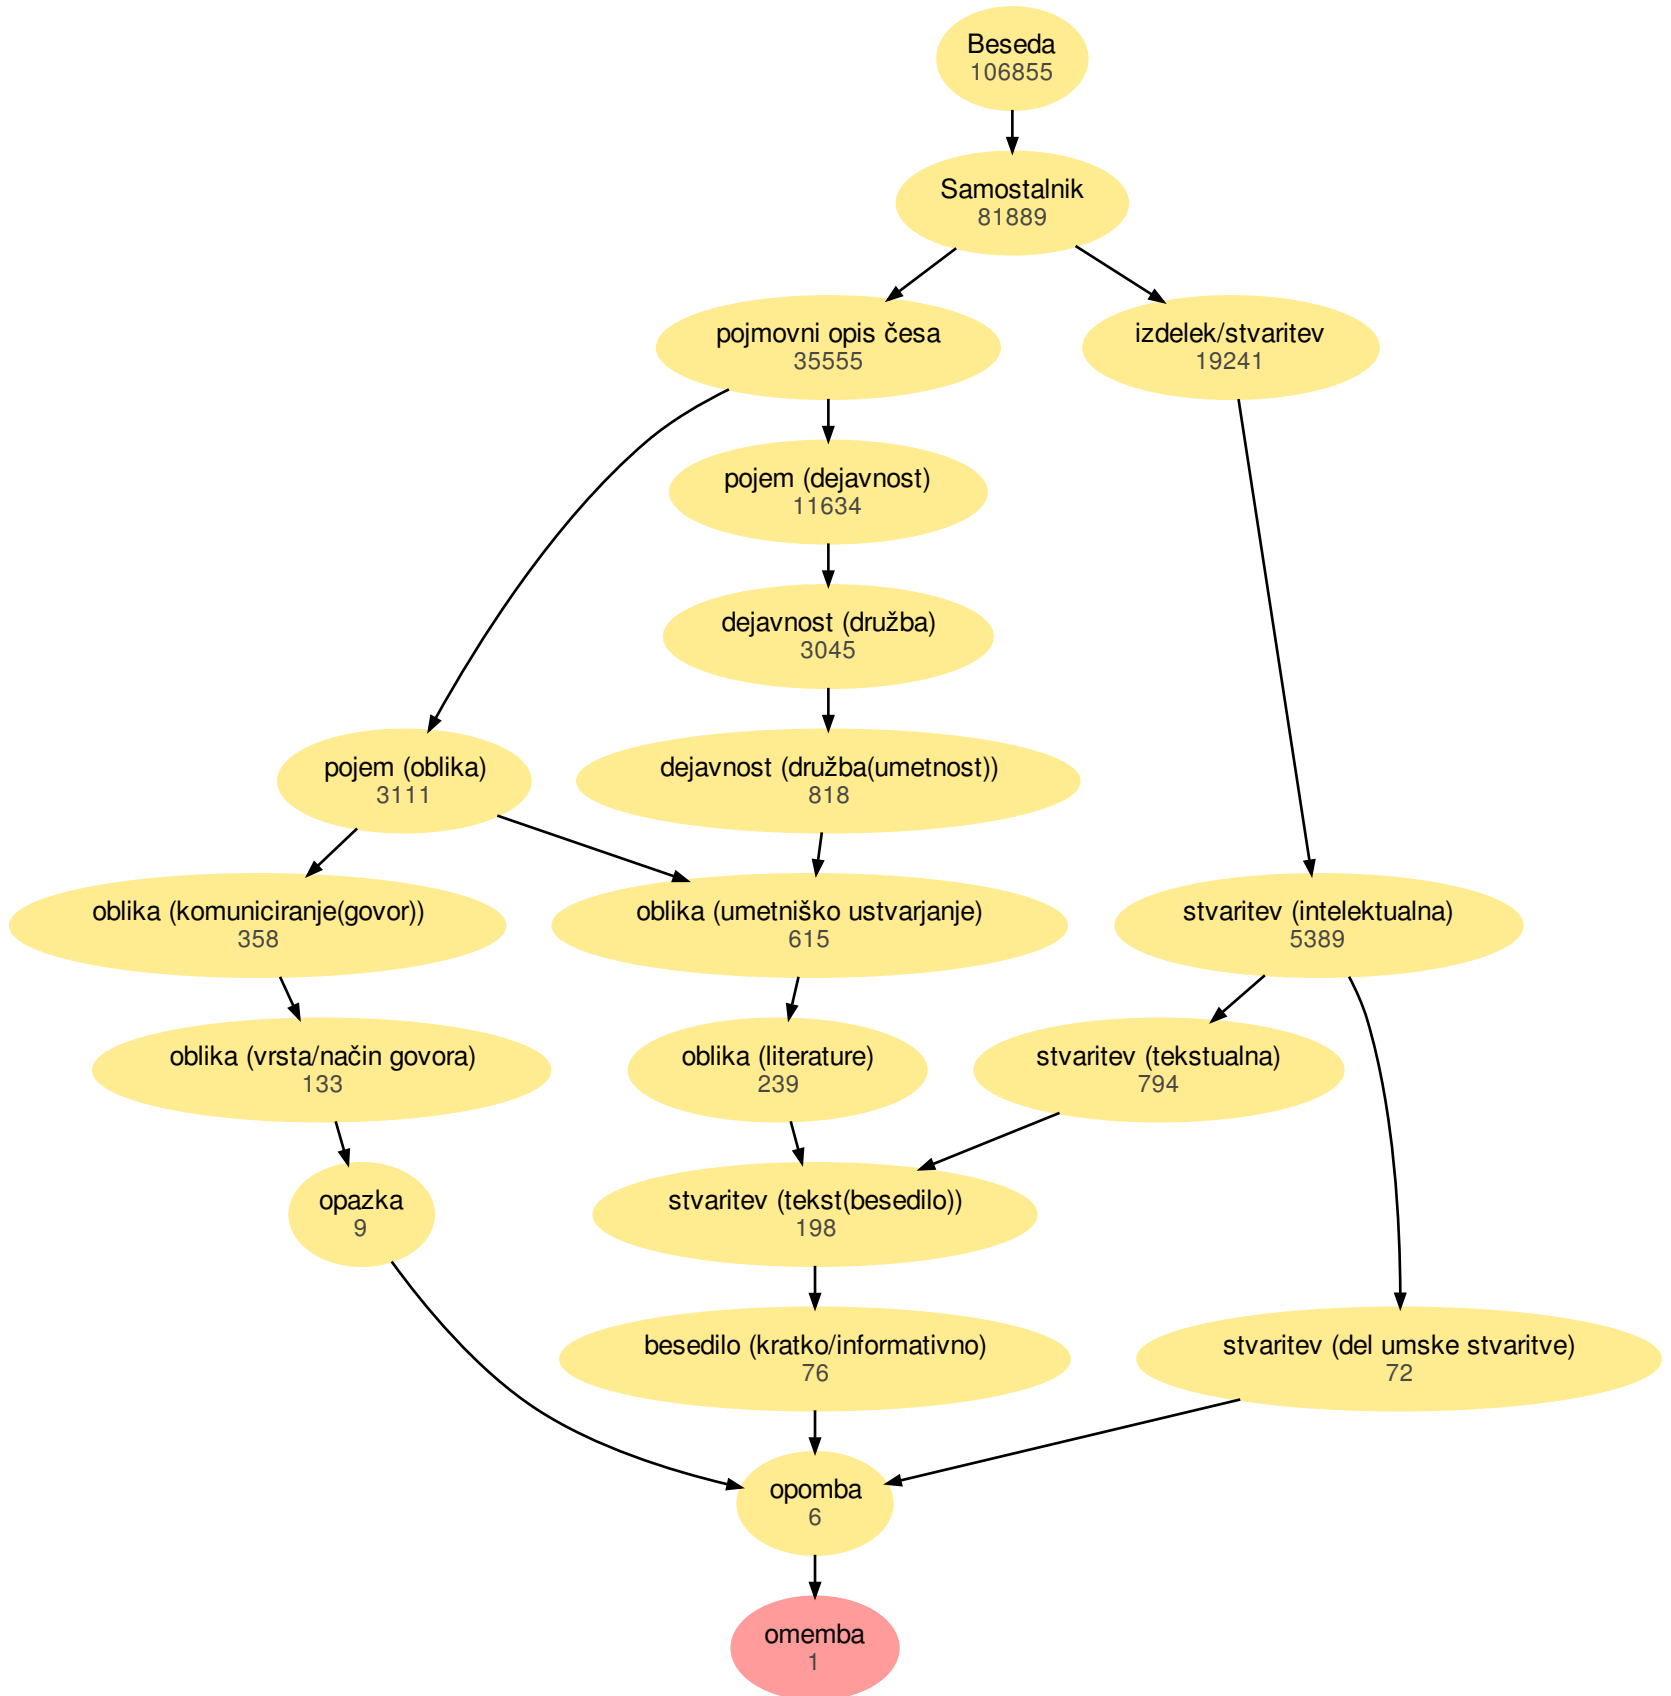 Beseda
106855
Samostalnik
81889
pojmovni opis česa
35555
izdelek/stvaritev
19241
pojem (dejavnost)
11634
dejavnost (družba)
3045
pojem (oblika)
3111
dejavnost (družba(umetnost))
818
oblika (komuniciranje(govor))
358
oblika (umetniško ustvarjanje)
615
stvaritev (intelektualna)
5389
oblika (vrsta/način govora)
133
oblika (literature)
239
stvaritev (tekstualna)
794
opazka
9
stvaritev (tekst(besedilo))
198
besedilo (kratko/informativno)
76
stvaritev (del umske stvaritve)
72
opomba
6
omemba
1